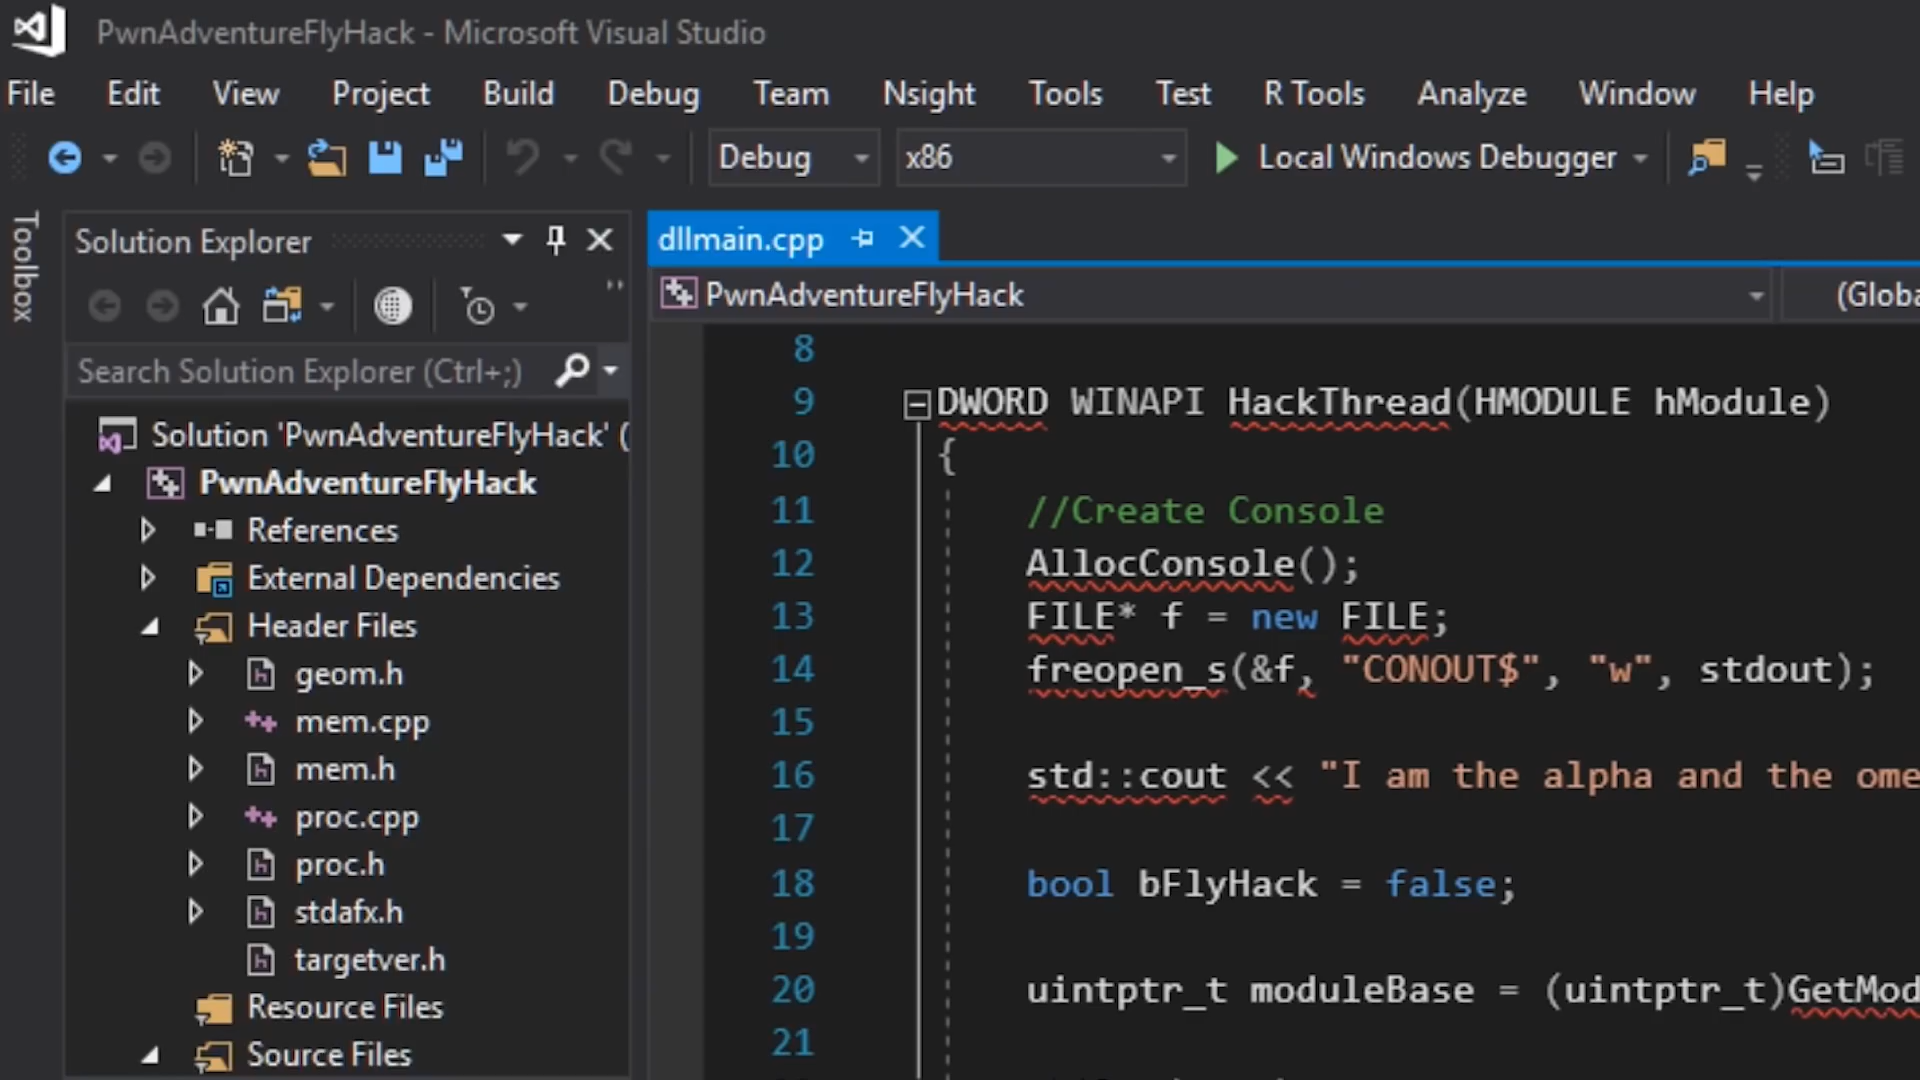 PwnAdventureFlyHack - Microsoft Visual Studio
File Edit View Project Build Debug Team Nsight Tools Test R Tools Analyze Window Help
Debug x86 Local Windows Debugger
Toolbox
Solution Explorer
Search Solution Explorer (Ctrl+;)
Solution 'PwnAdventureFlyHack' (
PwnAdventureFlyHack
References
External Dependencies
Header Files
geom.h
mem.cpp
mem.h
proc.cpp
proc.h
stdafx.h
targetver.h
Resource Files
Source Files
dllmain.cpp
PwnAdventureFlyHack (Globa
8
9 DWORD WINAPI HackThread(HMODULE hModule)
10 {
11 //Create Console
12 AllocConsole();
13 FILE* f = new FILE;
14 freopen_s(&f, "CONOUT$", "w", stdout);
15
16 std::cout << "I am the alpha and the ome
17
18 bool bFlyHack = false;
19
20 uintptr_t moduleBase = (uintptr_t)GetMod
21